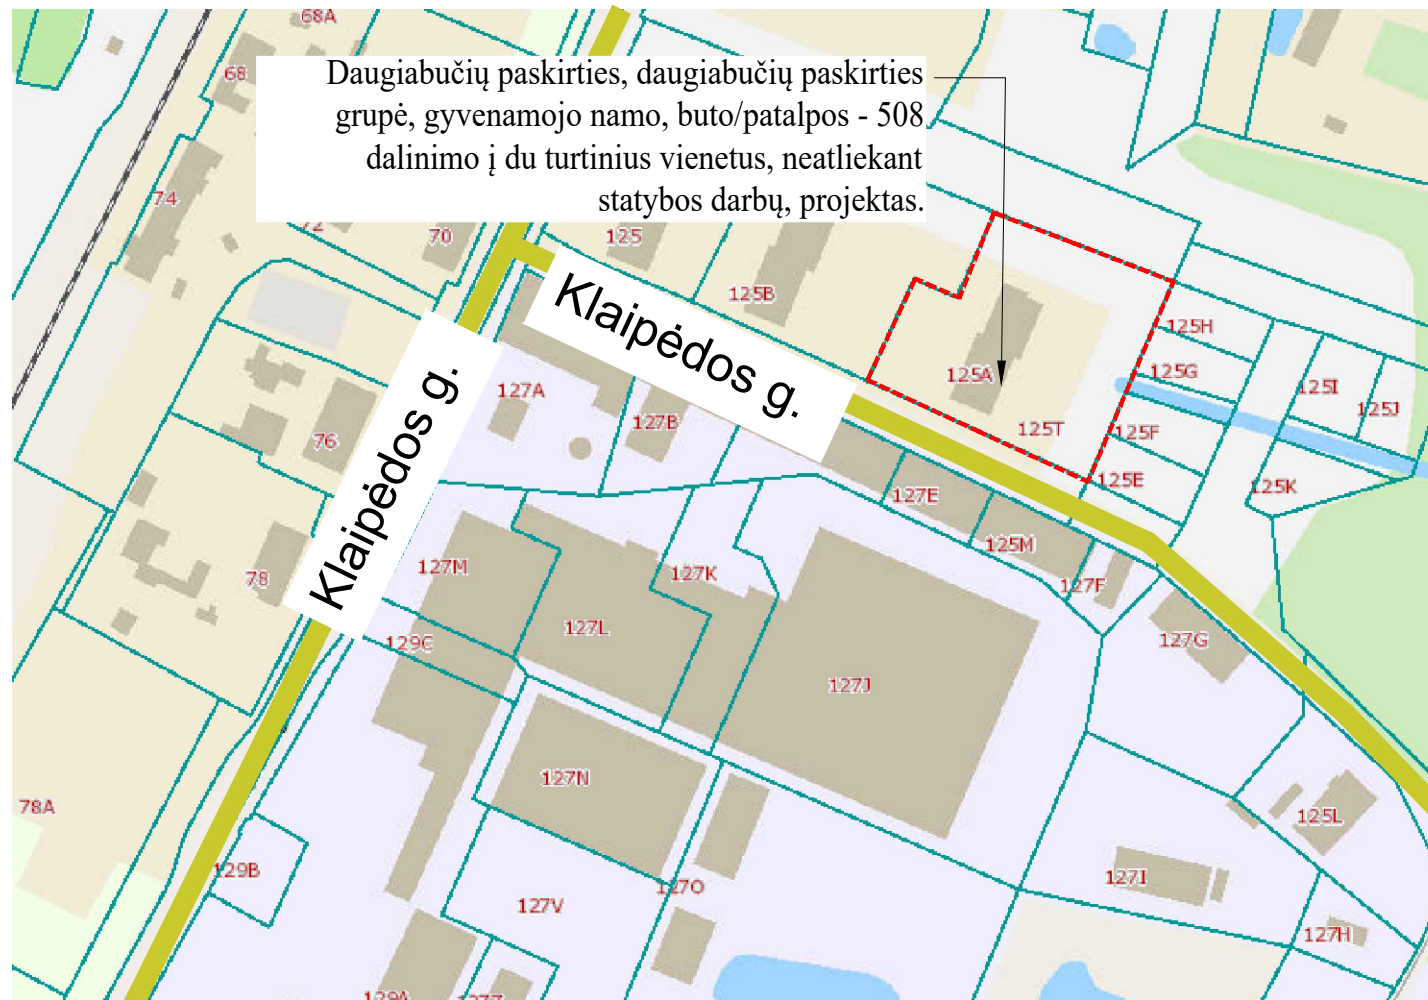 68A
68
Daugiabučių paskirties, daugiabučių paskirties
grupė, gyvenamojo namo, buto/patalpos - 508
dalinimo į du turtinius vienetus, neatliekant
statybos darbų, projektas.
74
72
70
125
125B
Klaipėdos g.
125A
125T
125H
125G
125F
125E
125I
125J
125K
127A
127B
76
Klaipėdos g.
78
127E
125M
127F
127G
127M
127K
127L
129C
127J
127N
78A
129B
127V
127O
125L
127I
127H
129A
127Z